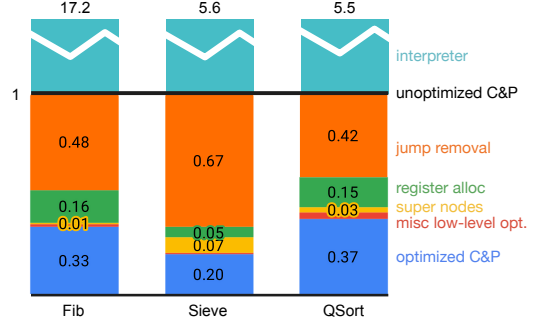 17.2 5.6 5.5
interpreter
1 unoptimized C&P
0.48 0.67 0.42 jump removal
0.16 0.05 0.15 register alloc
0.01 0.07 0.03 super nodes
misc low-level opt.
0.33 0.20 0.37 optimized C&P
Fib Sieve QSort